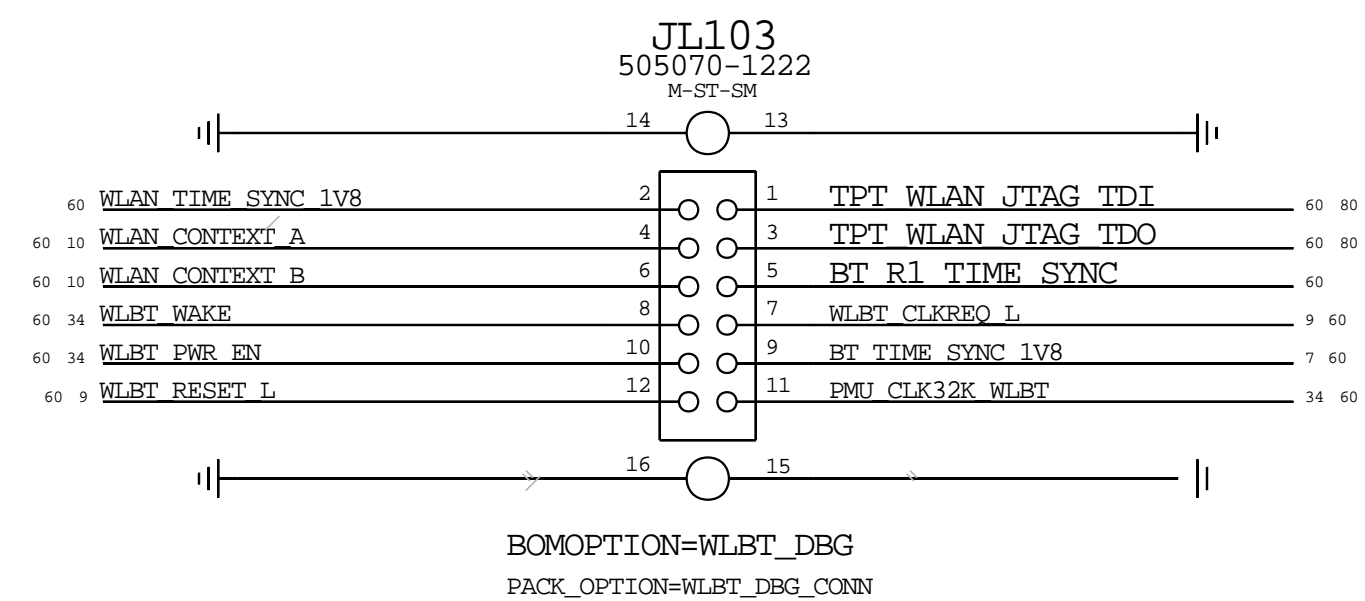 JL103
505070-1222
M-ST-SM
14 13
60 WLAN_TIME_SYNC_1V8 2 1 TPT_WLAN_JTAG_TDI 60 80
60 10 WLAN_CONTEXT_A 4 3 TPT_WLAN_JTAG_TDO 60 80
60 10 WLAN_CONTEXT_B 6 5 BT_R1_TIME_SYNC 60
60 34 WLBT_WAKE 8 7 WLBT_CLKREQ_L 9 60
60 34 WLBT_PWR_EN 10 9 BT_TIME_SYNC_1V8 7 60
60 9 WLBT_RESET_L 12 11 PMU_CLK32K_WLBT 34 60
16 15
BOMOPTION=WLBT_DBG
PACK_OPTION=WLBT_DBG_CONN